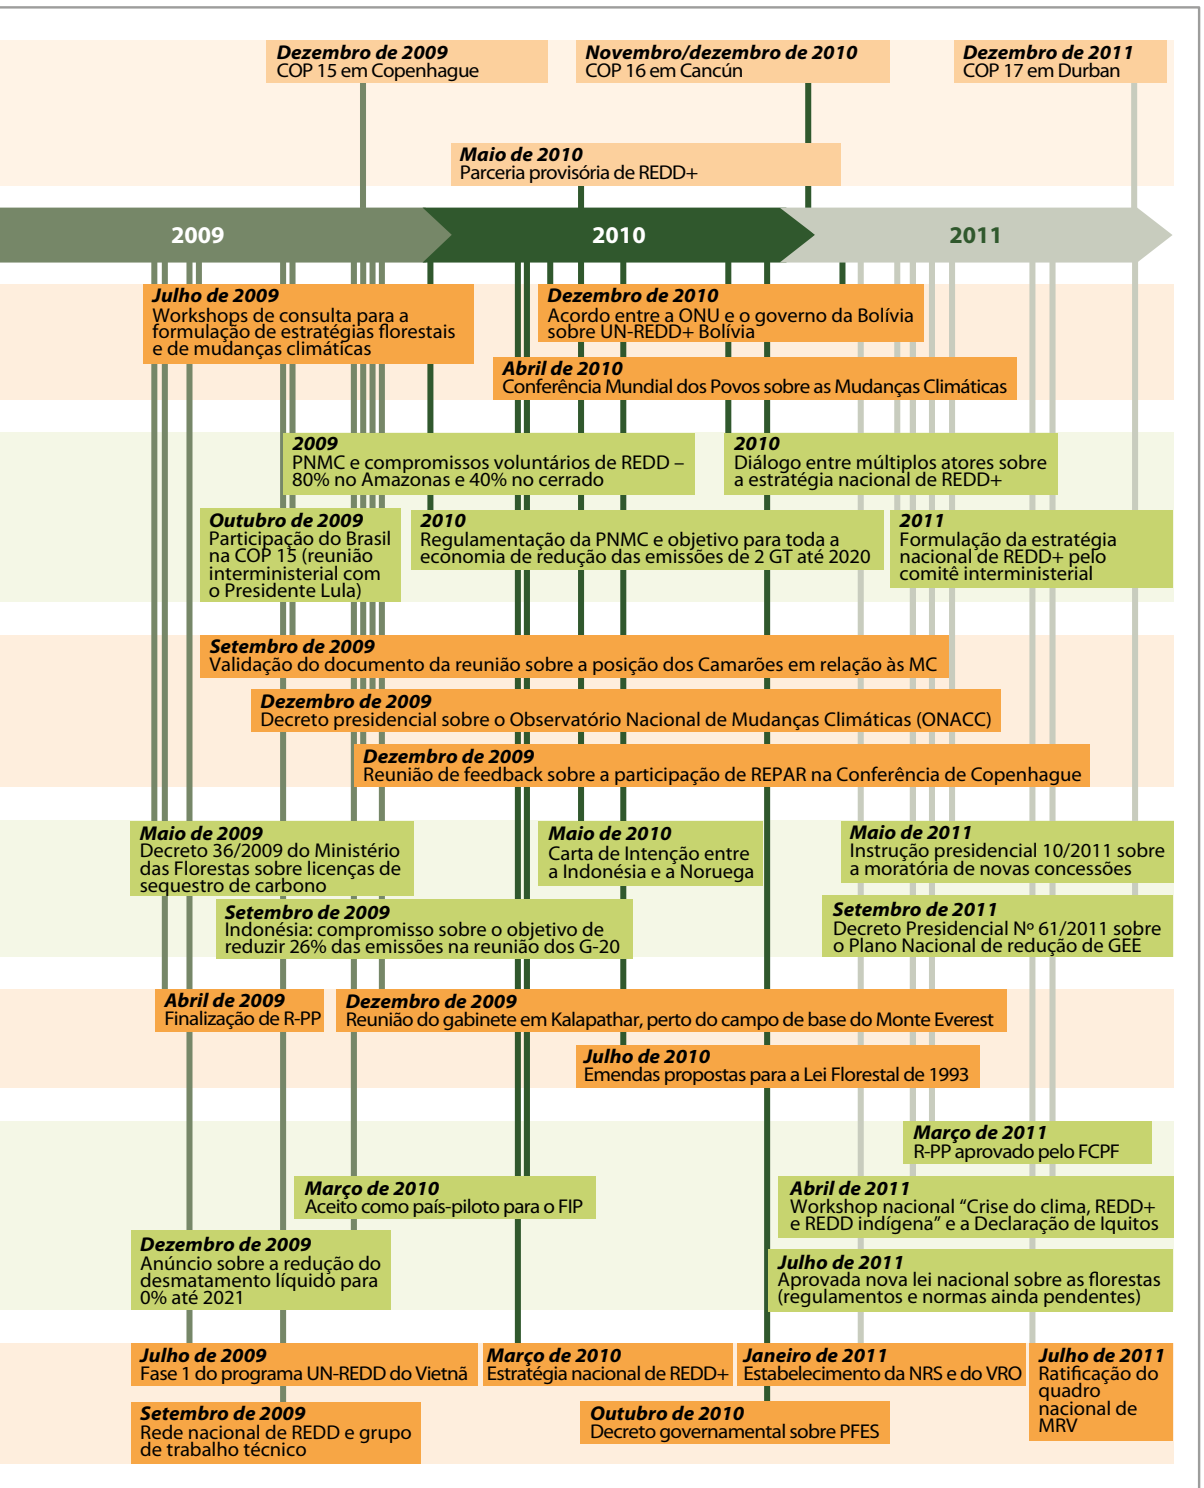 Dezembro de 2009
COP 15 em Copenhague
Novembro/dezembro de 2010
COP 16 em Cancún
Dezembro de 2011
COP 17 em Durban
Maio de 2010
Parceria provisória de REDD+
2009
2010
2011
Julho de 2009
Workshops de consulta para a
formulação de estratégias florestais
e de mudanças climáticas
Dezembro de 2010
Acordo entre a ONU e o governo da Bolívia
sobre UN-REDD+ Bolívia
Abril de 2010
Conferência Mundial dos Povos sobre as Mudanças Climáticas
2009
PNMC e compromissos voluntários de REDD –
80% no Amazonas e 40% no cerrado
2010
Diálogo entre múltiplos atores sobre
a estratégia nacional de REDD+
Outubro de 2009
Participação do Brasil
na COP 15 (reunião
interministerial com
o Presidente Lula)
2010
Regulamentação da PNMC e objetivo para toda a
economia de redução das emissões de 2 GT até 2020
2011
Formulação da estratégia
nacional de REDD+ pelo
comitê interministerial
Setembro de 2009
Validação do documento da reunião sobre a posição dos Camarões em relação às MC
Dezembro de 2009
Decreto presidencial sobre o Observatório Nacional de Mudanças Climáticas (ONACC)
Dezembro de 2009
Reunião de feedback sobre a participação de REPAR na Conferência de Copenhague
Maio de 2009
Decreto 36/2009 do Ministério
das Florestas sobre licenças de
sequestro de carbono
Maio de 2010
Carta de Intenção entre
a Indonésia e a Noruega
Maio de 2011
Instrução presidencial 10/2011 sobre
a moratória de novas concessões
Setembro de 2009
Indonésia: compromisso sobre o objetivo de
reduzir 26% das emissões na reunião dos G-20
Setembro de 2011
Decreto Presidencial Nº 61/2011 sobre
o Plano Nacional de redução de GEE
Abril de 2009
Finalização de R-PP
Dezembro de 2009
Reunião do gabinete em Kalapathar, perto do campo de base do Monte Everest
Julho de 2010
Emendas propostas para a Lei Florestal de 1993
Março de 2011
R-PP aprovado pelo FCPF
Março de 2010
Aceito como país-piloto para o FIP
Abril de 2011
Workshop nacional “Crise do clima, REDD+
e REDD indígena” e a Declaração de Iquitos
Dezembro de 2009
Anúncio sobre a redução do
desmatamento líquido para
0% até 2021
Julho de 2011
Aprovada nova lei nacional sobre as florestas
(regulamentos e normas ainda pendentes)
Julho de 2009
Fase 1 do programa UN-REDD do Vietnã
Março de 2010
Estratégia nacional de REDD+
Janeiro de 2011
Estabelecimento da NRS e do VRO
Julho de 2011
Ratificação do
quadro
nacional de
MRV
Setembro de 2009
Rede nacional de REDD e grupo
de trabalho técnico
Outubro de 2010
Decreto governamental sobre PFES